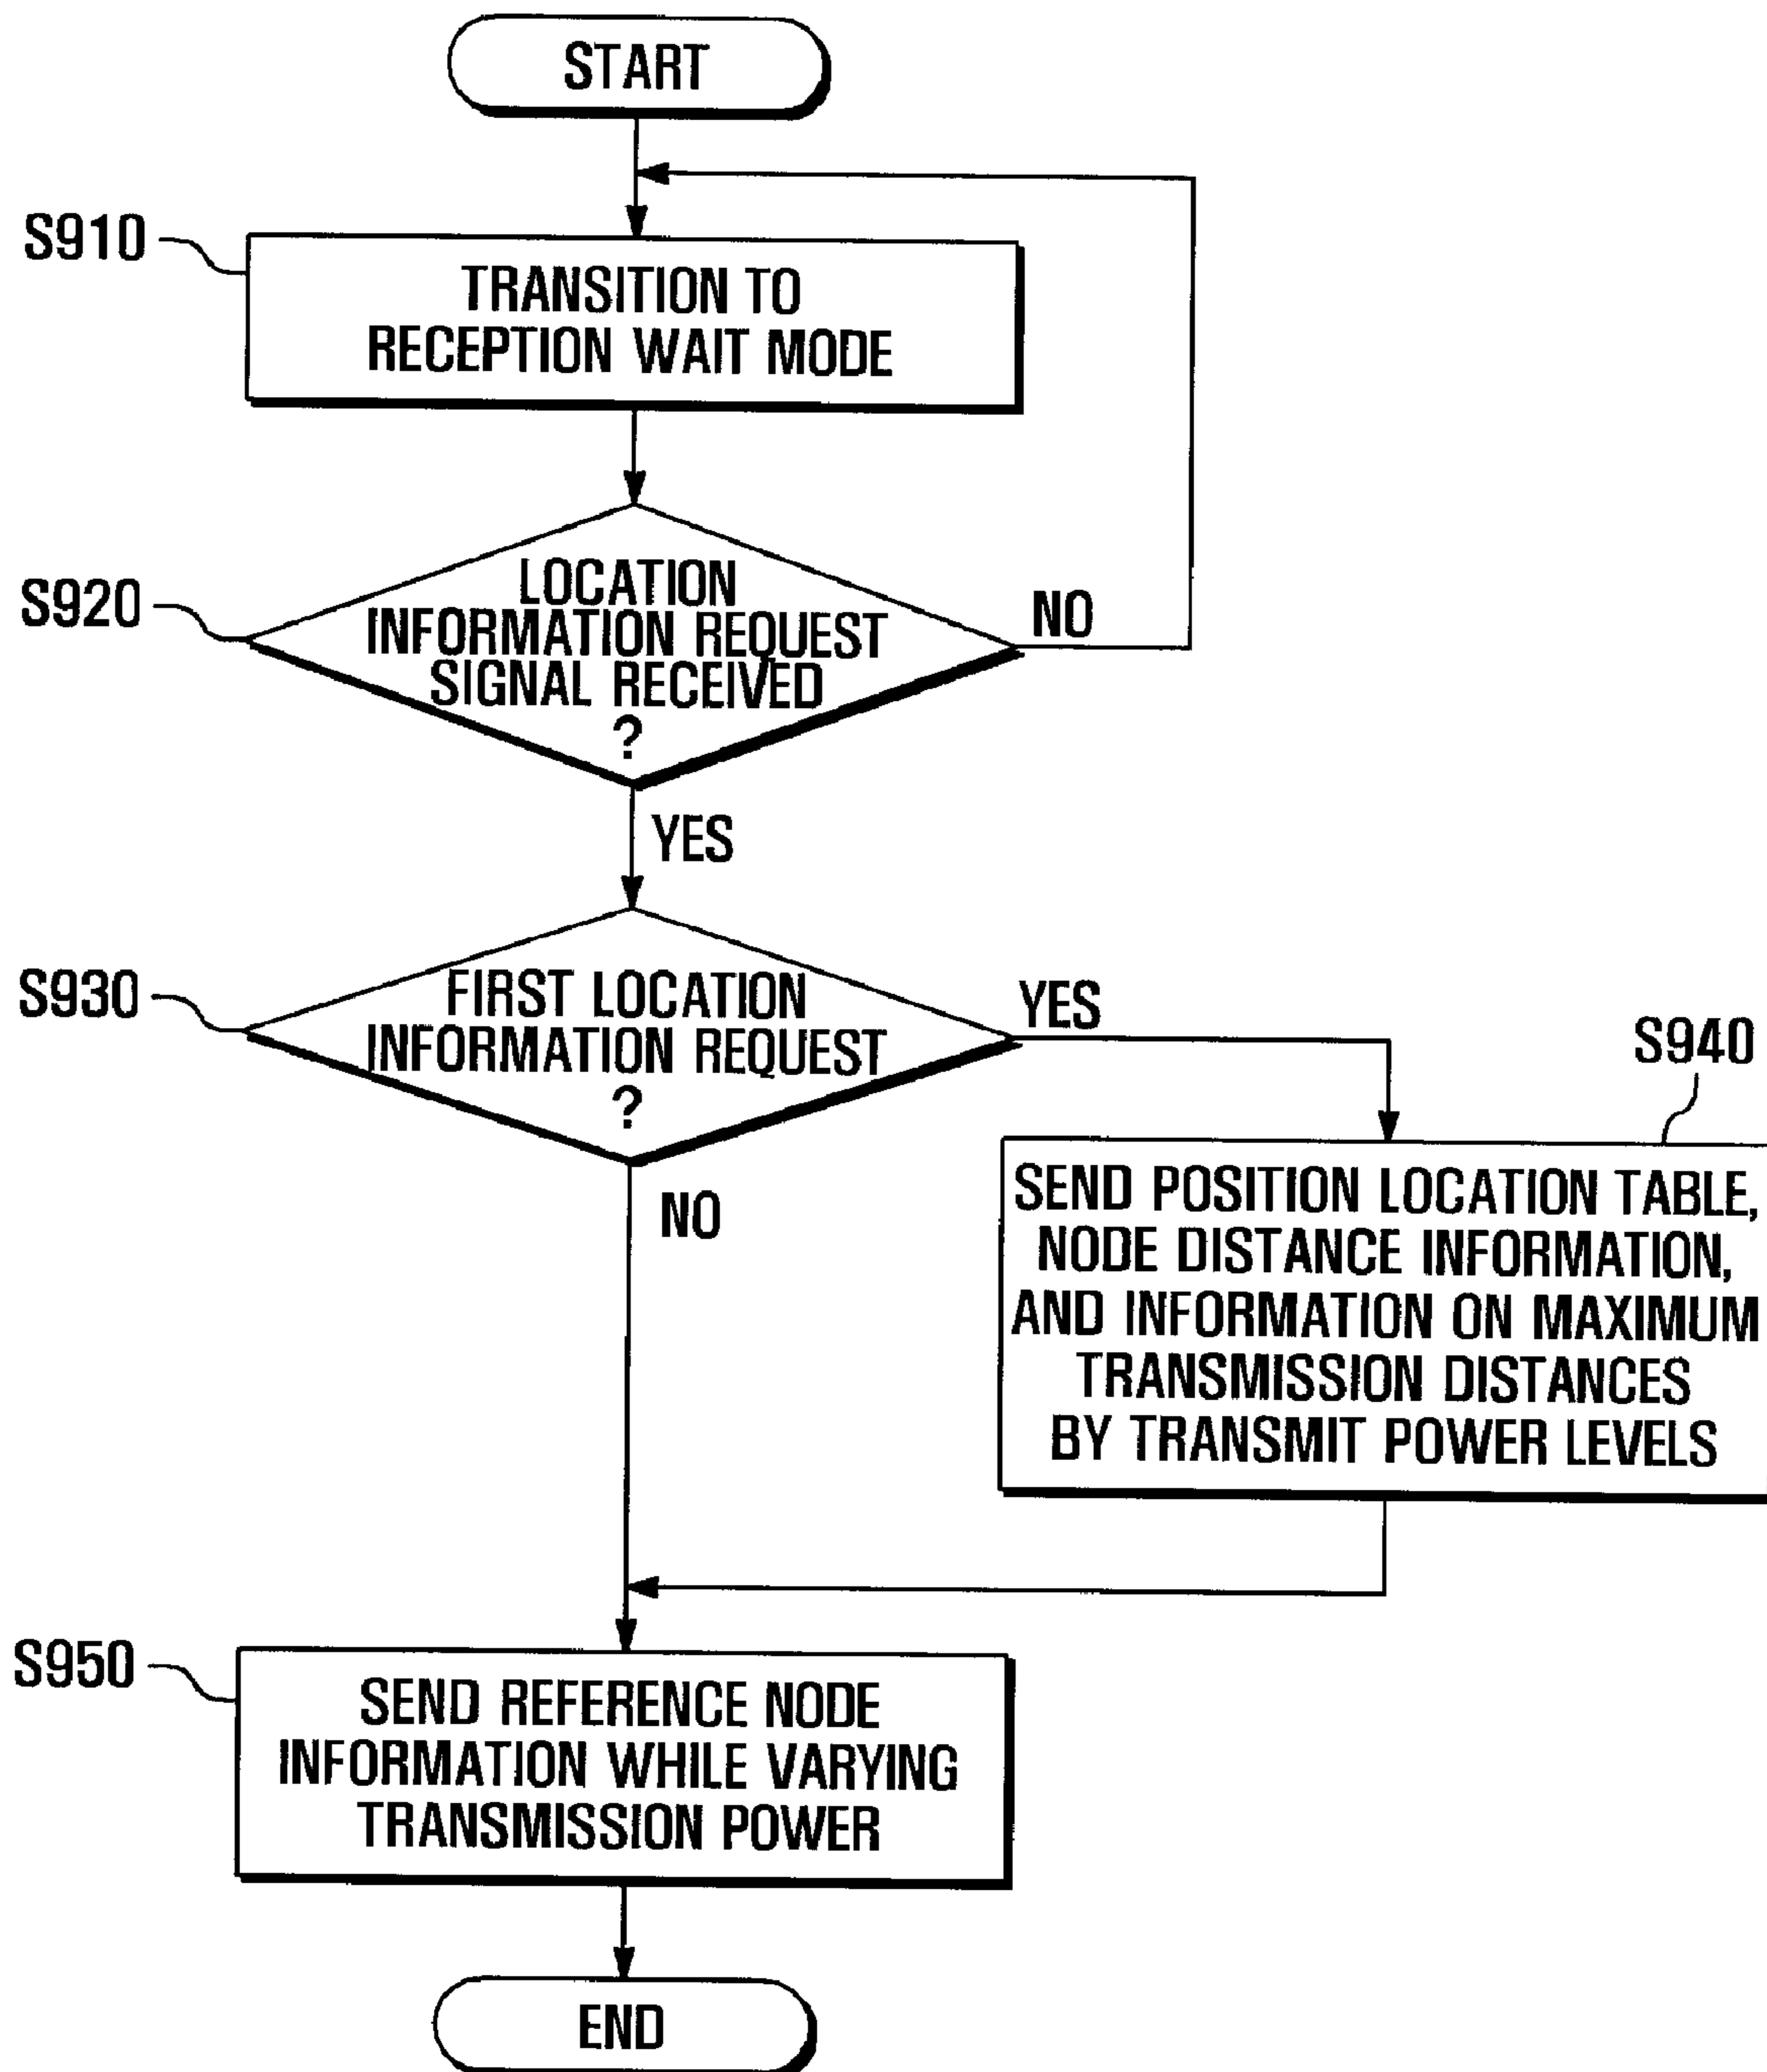 START
S910
TRANSITION TO
RECEPTION WAIT MODE
S920
LOCATION
INFORMATION REQUEST
SIGNAL RECEIVED
?
NO
YES
S930
FIRST LOCATION
INFORMATION REQUEST
?
YES
NO
S940
SEND POSITION LOCATION TABLE,
NODE DISTANCE INFORMATION,
AND INFORMATION ON MAXIMUM
TRANSMISSION DISTANCES
BY TRANSMIT POWER LEVELS
S950
SEND REFERENCE NODE
INFORMATION WHILE VARYING
TRANSMISSION POWER
END